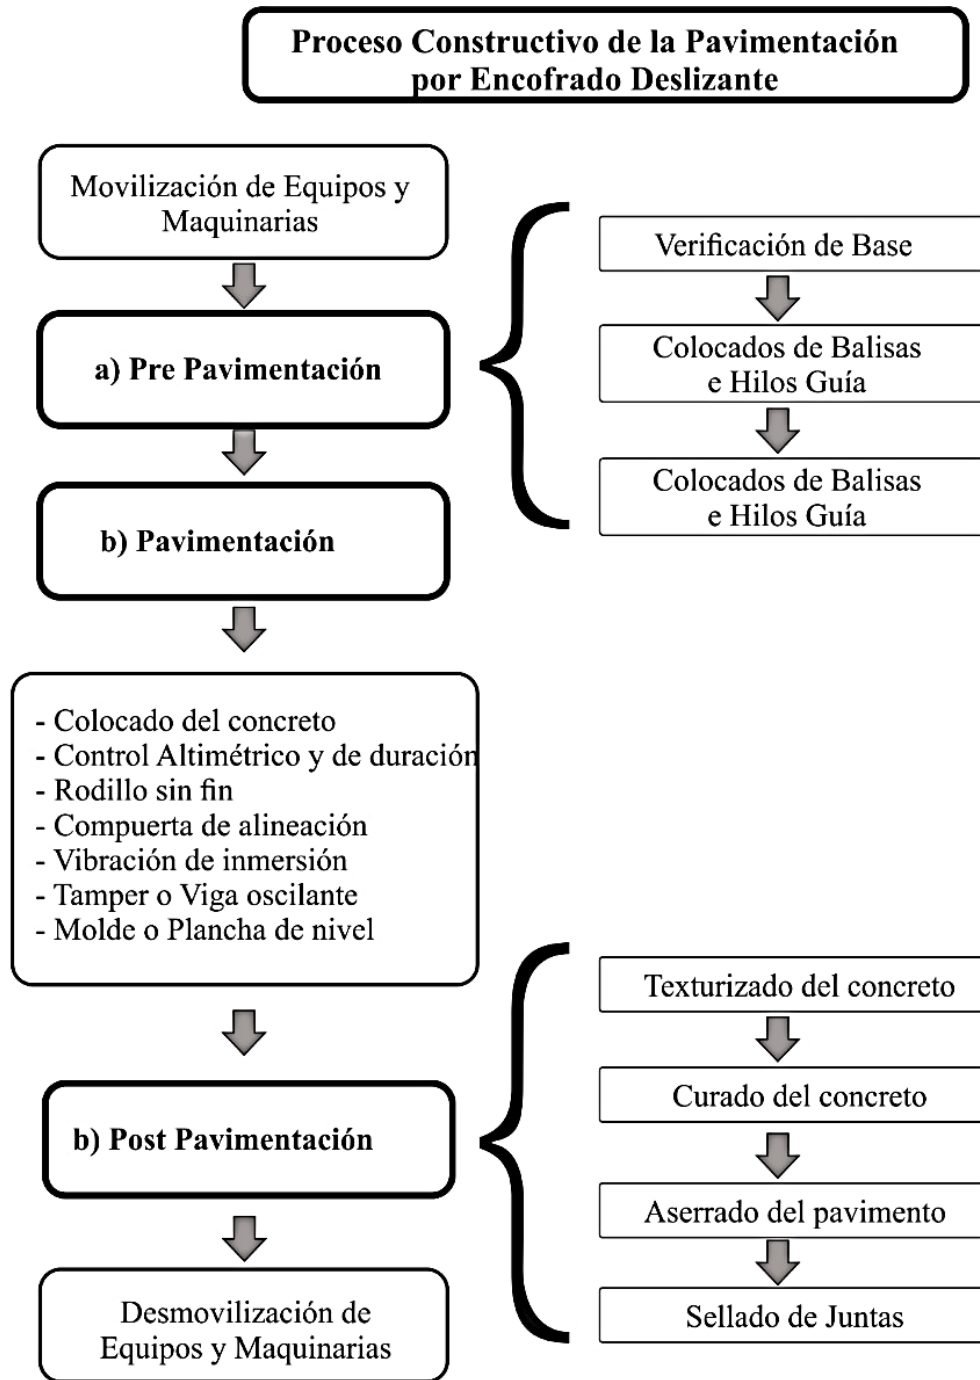 Proceso Constructivo de la Pavimentación
por Encofrado Deslizante
Movilización de Equipos y
Maquinarias
a) Pre Pavimentación
Verificación de Base
Colocados de Balisas
e Hilos Guía
Colocados de Balisas
e Hilos Guía
b) Pavimentación
- Colocado del concreto
- Control Altimétrico y de duración
- Rodillo sin fin
- Compuerta de alineación
- Vibración de inmersión
- Tamper o Viga oscilante
- Molde o Plancha de nivel
b) Post Pavimentación
Texturizado del concreto
Curado del concreto
Aserrado del pavimento
Sellado de Juntas
Desmovilización de
Equipos y Maquinarias